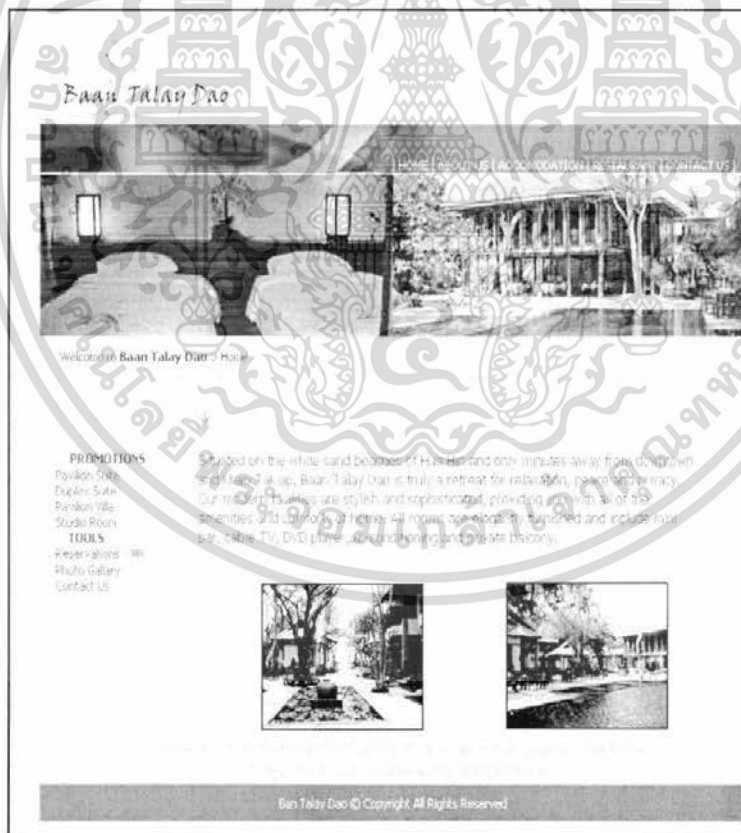 Baan Talay Dao
HOME | ABOUT US | ACCOMODATION | RESTAURANT | CONTACT US |
Welcome to Baan Talay Dao > Home
PROMOTIONS
Pavilion Suite
Duplex Suite
Pavilion Villa
Studio Room
TOOLS
Reservations
Photo Gallary
Contact Us
Situated on the white sand beaches of Hua Hin and only minutes away from downtown
and Baan Talay Dao is truly a retreat for relaxation, peace and privacy.
Our modern facilities are stylish and sophisticated, providing you with all of the
amenities and comforts of home. All rooms are elegantly furnished and include mini
bar, cable TV, DVD player, air conditioning and private balcony.
Ban Talay Dao © Copyright All Rights Reserved